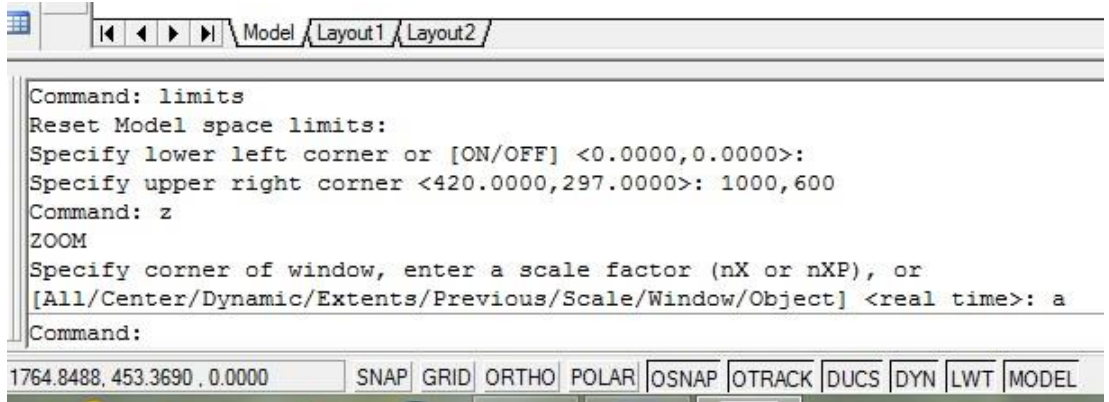 Model Layout1 Layout2
Command: limits
Reset Model space limits:
Specify lower left corner or [ON/OFF] <0.0000,0.0000>:
Specify upper right corner <420.0000,297.0000>: 1000,600
Command: z
ZOOM
Specify corner of window, enter a scale factor (nX or nXP), or
[All/Center/Dynamic/Extents/Previous/Scale/Window/Object] <real time>: a
Command:
1764.8488, 453.3690 , 0.0000 SNAP GRID ORTHO POLAR OSNAP OTRACK DUCS DYN LWT MODEL